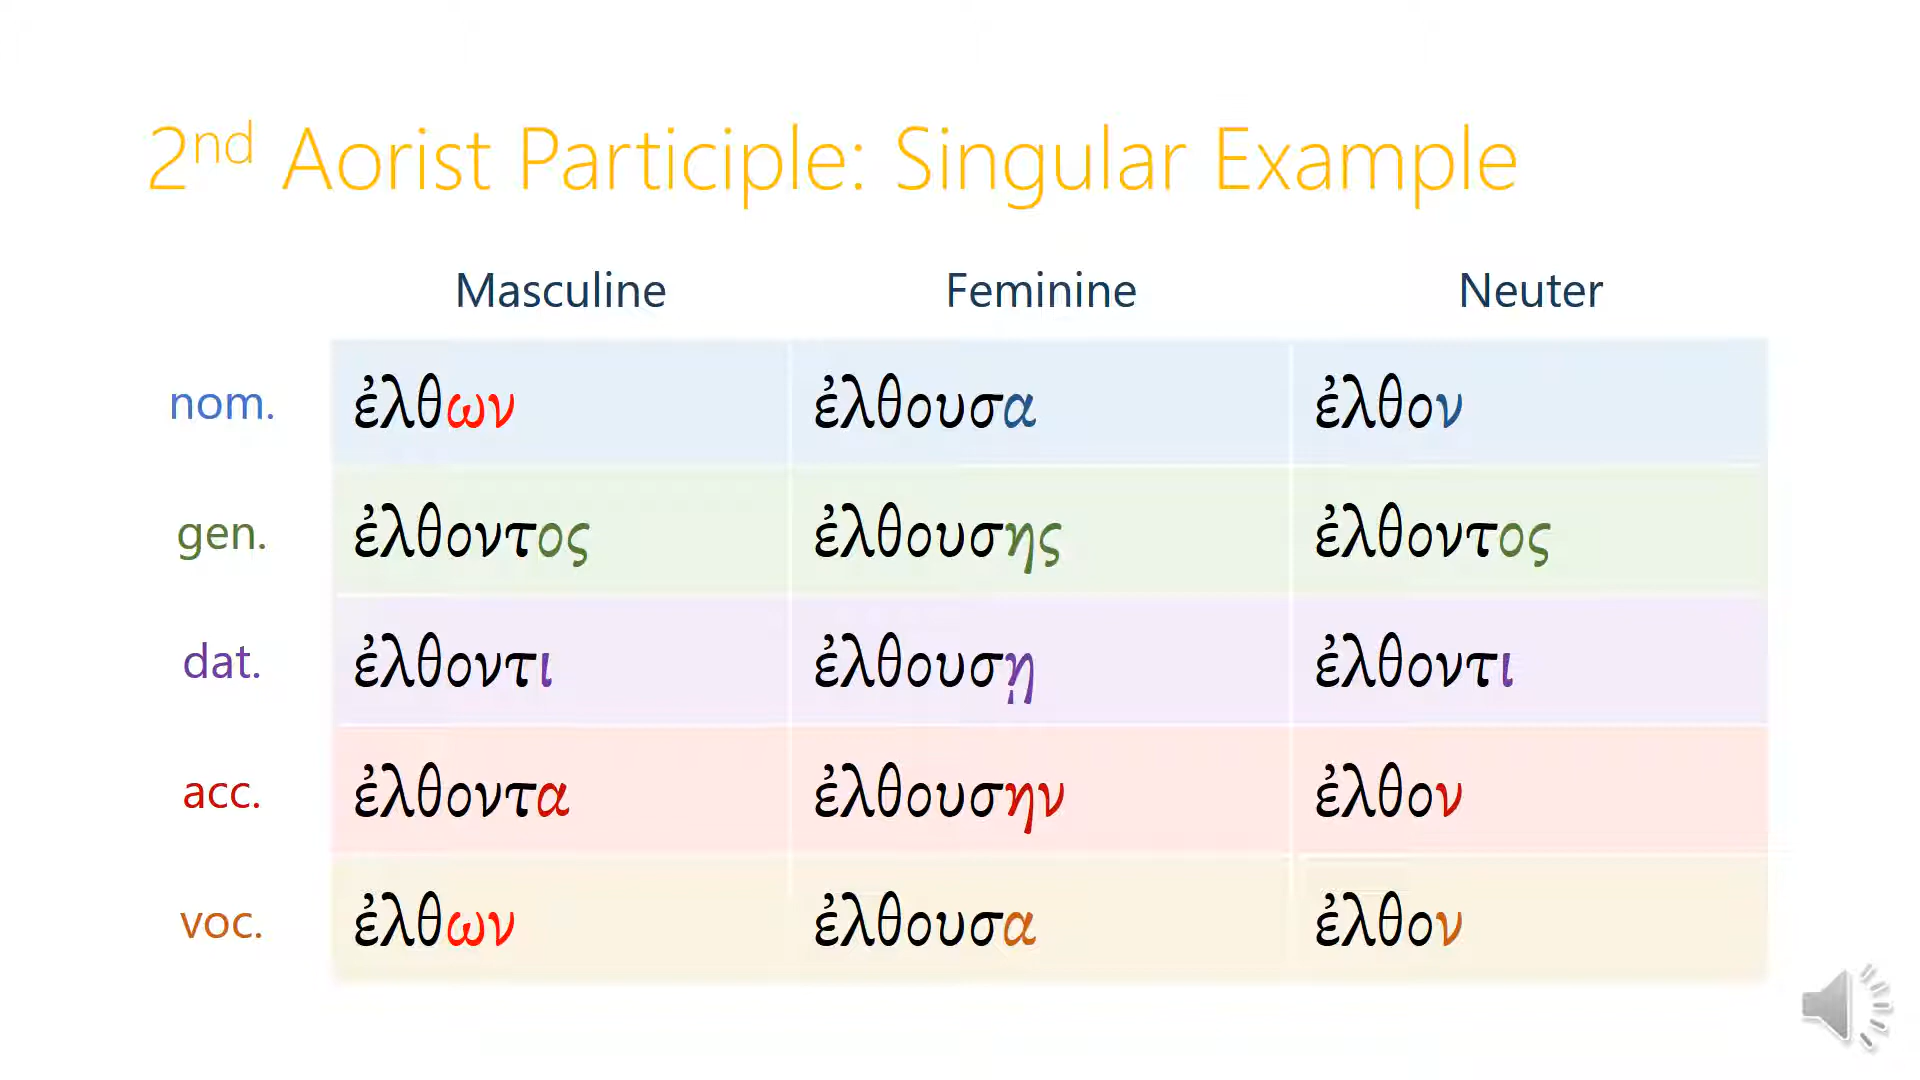 2nd Aorist Participle: Singular Example
Masculine Feminine Neuter
nom. ἐλθων ἐλθουσα ἐλθον
gen. ἐλθοντος ἐλθουσης ἐλθοντος
dat. ἐλθοντι ἐλθουσῃ ἐλθοντι
acc. ἐλθοντα ἐλθουσην ἐλθον
voc. ἐλθων ἐλθουσα ἐλθον